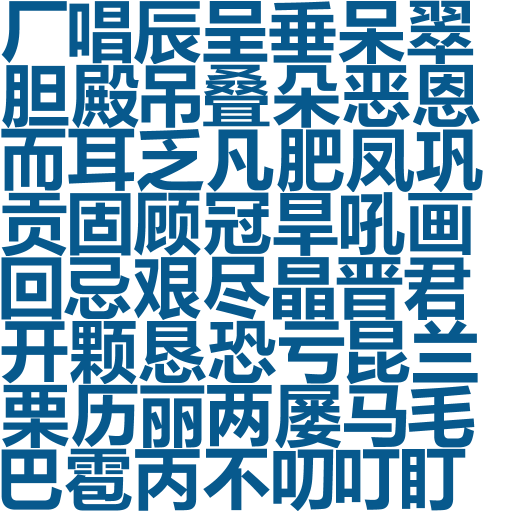 厂唱辰呈垂呆翠
胆殿吊叠朵恶恩
而耳之凡肥凤巩
贡固顾冠旱吼画
回忌艰尽晶晋君
开颗恳恐亏昆兰
栗历丽两屡马毛
巴雹丙不叨叮盯